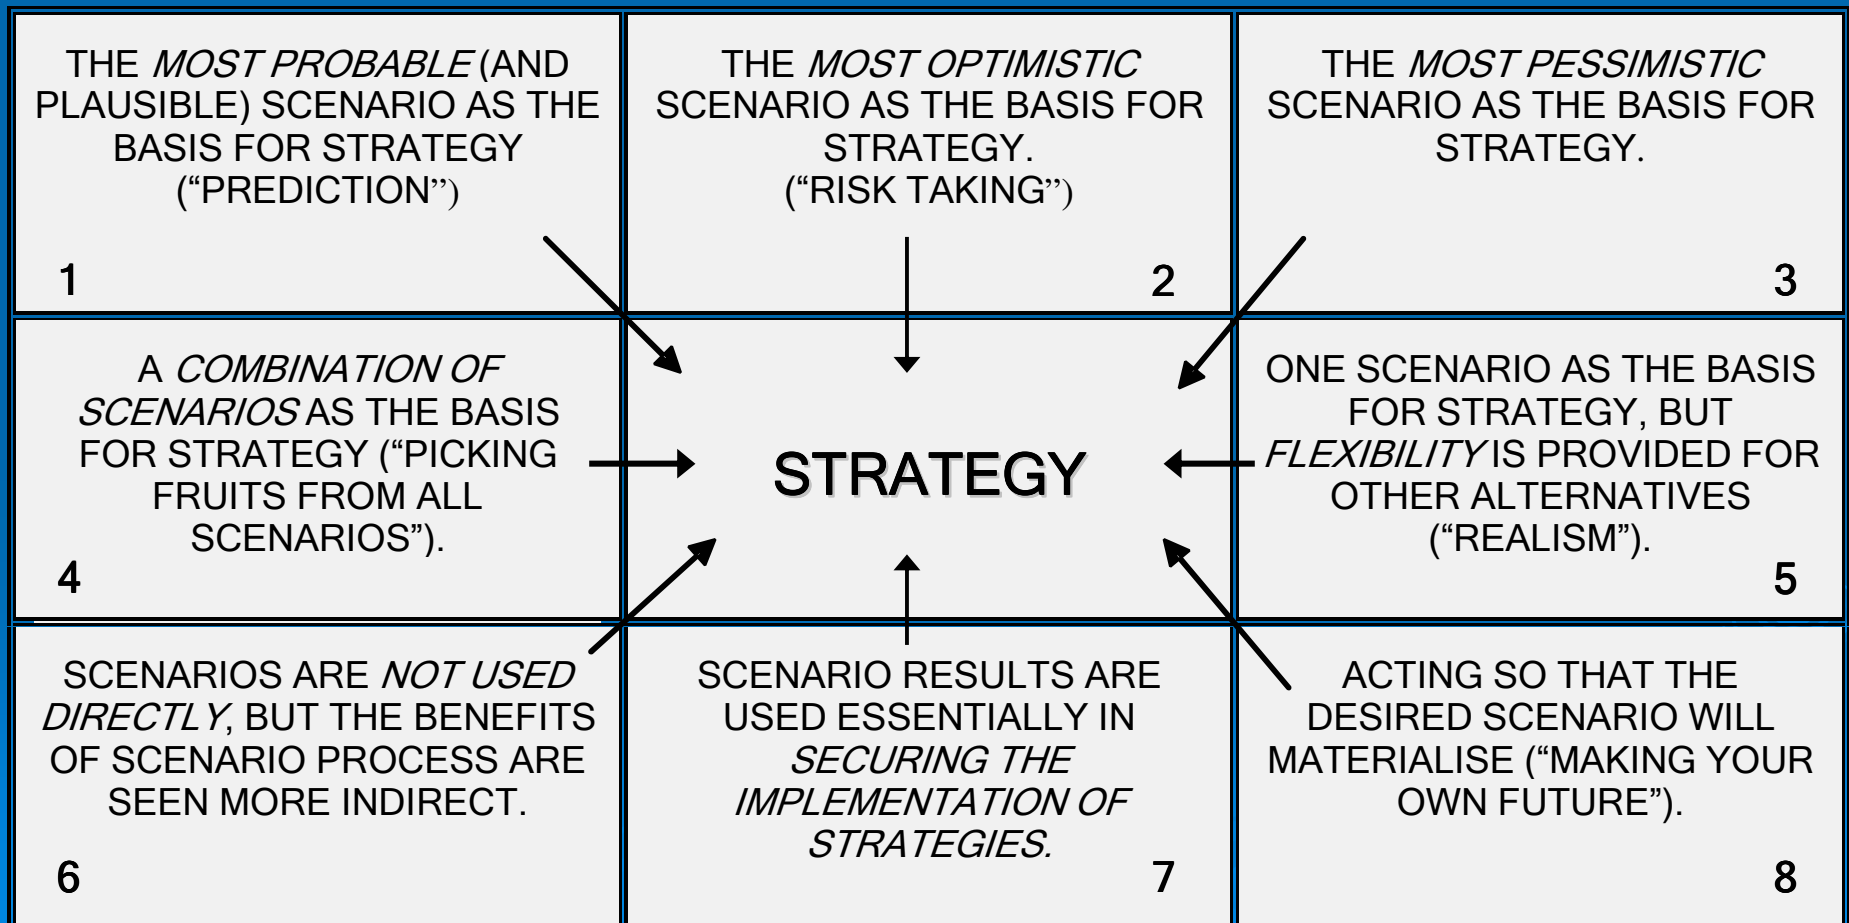 THE MOST PROBABLE (AND
PLAUSIBLE) SCENARIO AS THE
BASIS FOR STRATEGY
(“PREDICTION”)
1
THE MOST OPTIMISTIC
SCENARIO AS THE BASIS FOR
STRATEGY.
(“RISK TAKING”)
2
THE MOST PESSIMISTIC
SCENARIO AS THE BASIS FOR
STRATEGY.
3
A COMBINATION OF
SCENARIOS AS THE BASIS
FOR STRATEGY (“PICKING
FRUITS FROM ALL
SCENARIOS”).
4
STRATEGY
ONE SCENARIO AS THE BASIS
FOR STRATEGY, BUT
FLEXIBILITY IS PROVIDED FOR
OTHER ALTERNATIVES
(“REALISM”).
5
SCENARIOS ARE NOT USED
DIRECTLY, BUT THE BENEFITS
OF SCENARIO PROCESS ARE
SEEN MORE INDIRECT.
6
SCENARIO RESULTS ARE
USED ESSENTIALLY IN
SECURING THE
IMPLEMENTATION OF
STRATEGIES.
7
ACTING SO THAT THE
DESIRED SCENARIO WILL
MATERIALISE (“MAKING YOUR
OWN FUTURE”).
8